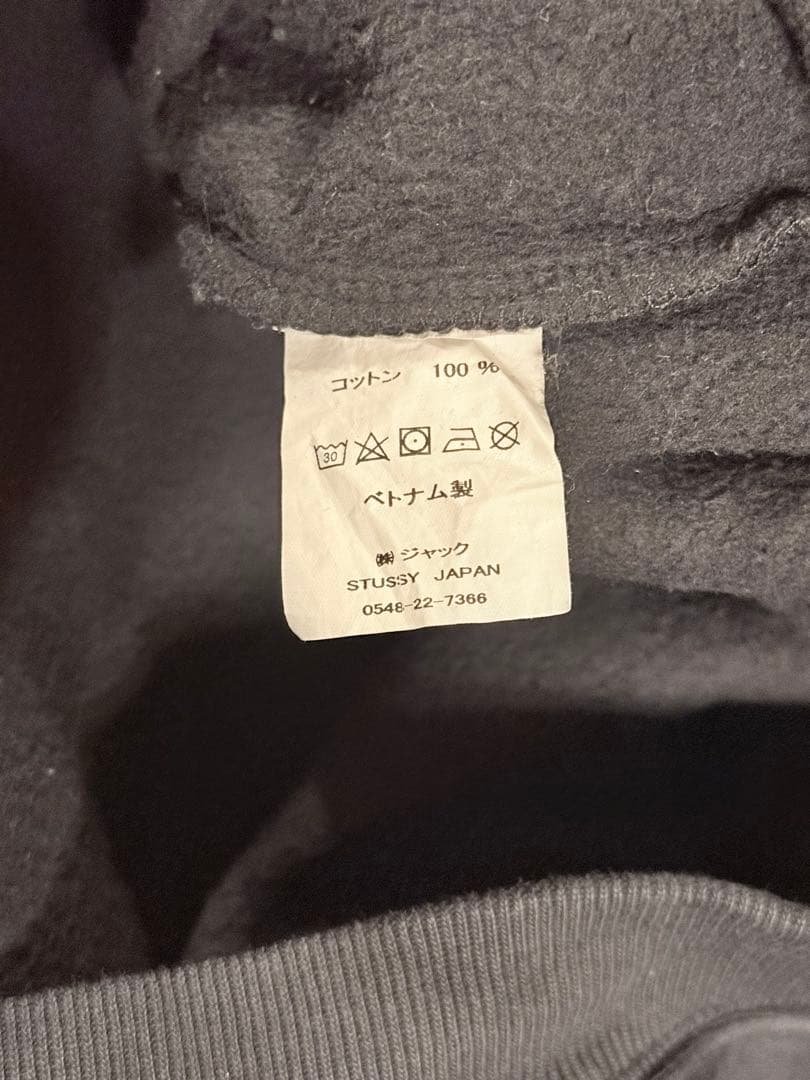 コットン 100 %
30
ベトナム製
㈱ ジャック
STUSSY JAPAN
0548-22-7366